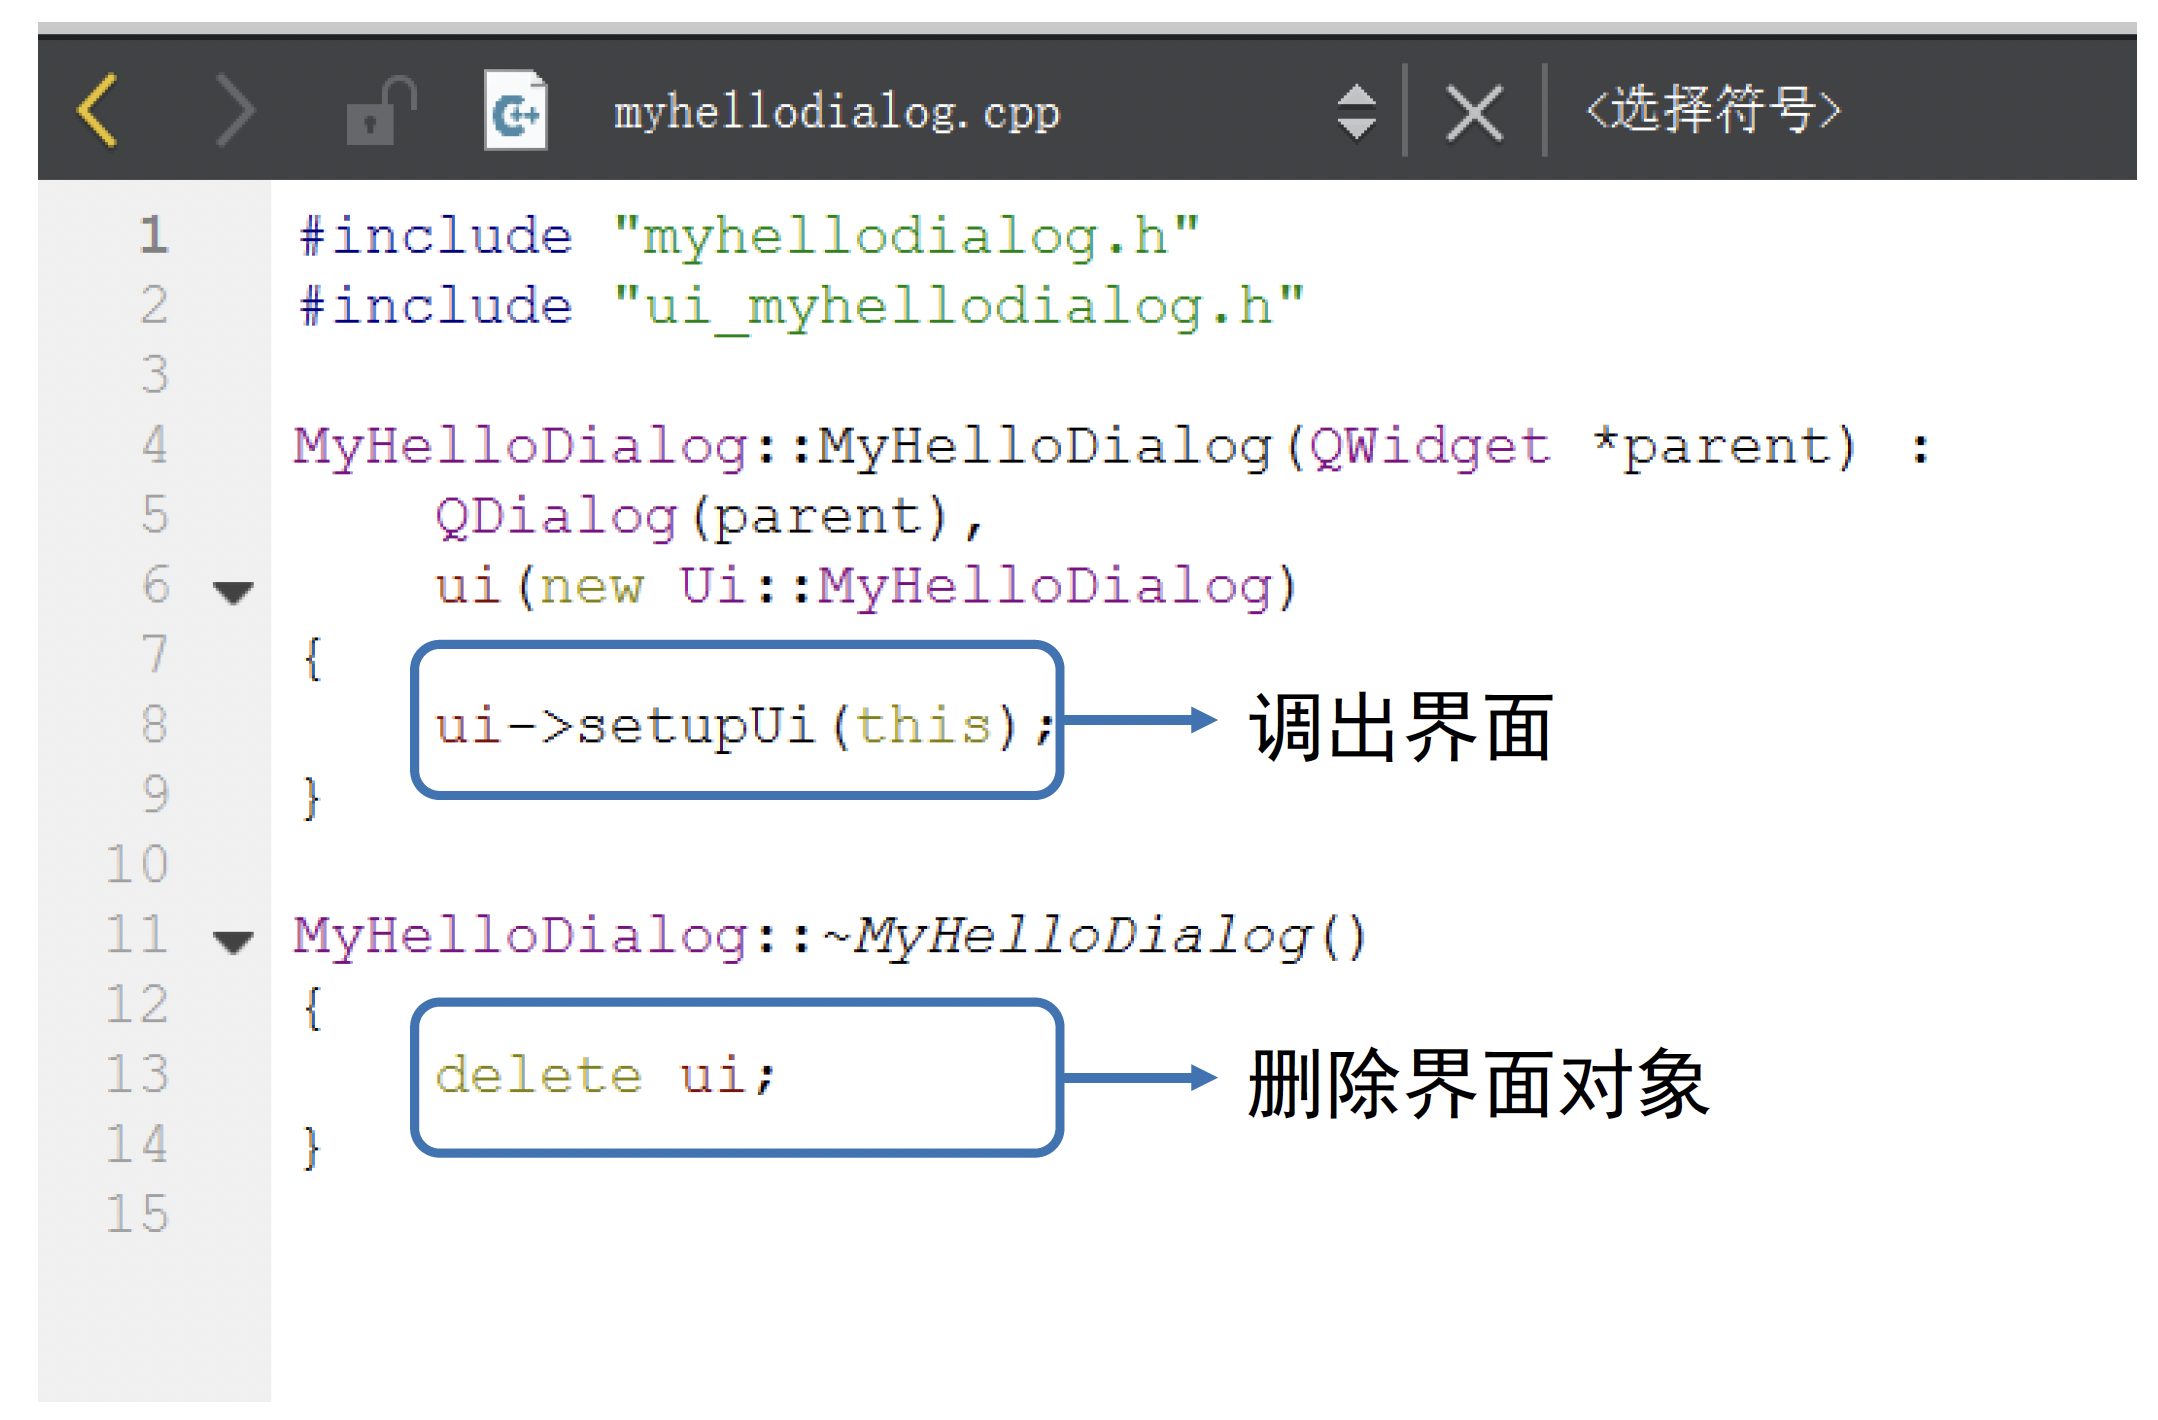 myhellodialog.cpp <选择符号>
1 #include "myhellodialog.h"
2 #include "ui_myhellodialog.h"
3
4 MyHelloDialog::MyHelloDialog(QWidget *parent) :
5 QDialog(parent),
6 ui(new Ui::MyHelloDialog)
7 {
8 ui->setupUi(this); 调出界面
9 }
10
11 MyHelloDialog::~MyHelloDialog()
12 {
13 delete ui; 删除界面对象
14 }
15